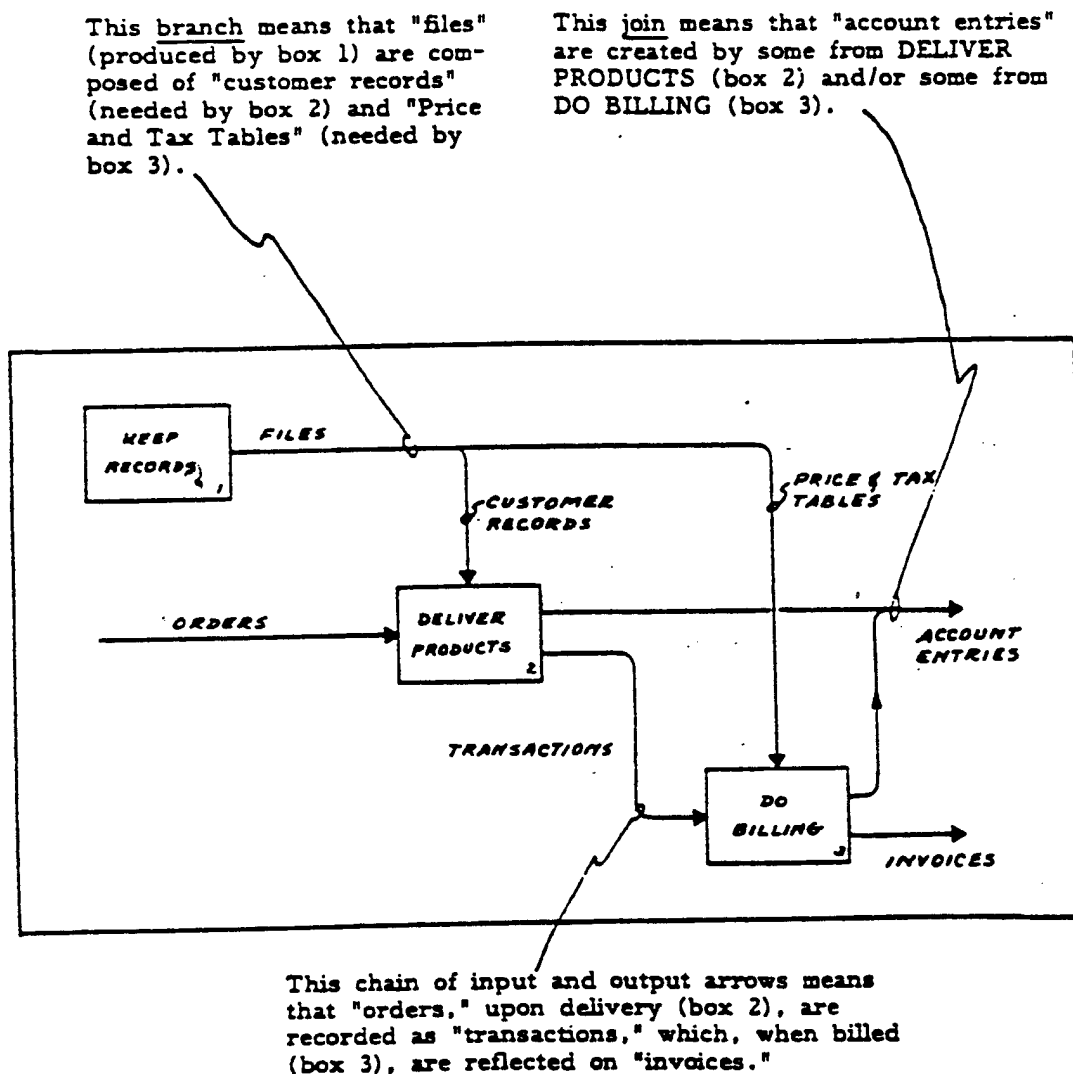 This branch means that "files"
(produced by box 1) are com-
posed of "customer records"
(needed by box 2) and "Price
and Tax Tables" (needed by
box 3).
This join means that "account entries"
are created by some from DELIVER
PRODUCTS (box 2) and/or some from
DO BILLING (box 3).
KEEP
RECORDS
1
FILES
CUSTOMER
RECORDS
PRICE & TAX
TABLES
ORDERS
DELIVER
PRODUCTS
2
ACCOUNT
ENTRIES
TRANSACTIONS
DO
BILLING
3
INVOICES
This chain of input and output arrows means
that "orders," upon delivery (box 2), are
recorded as "transactions," which, when billed
(box 3), are reflected on "invoices."